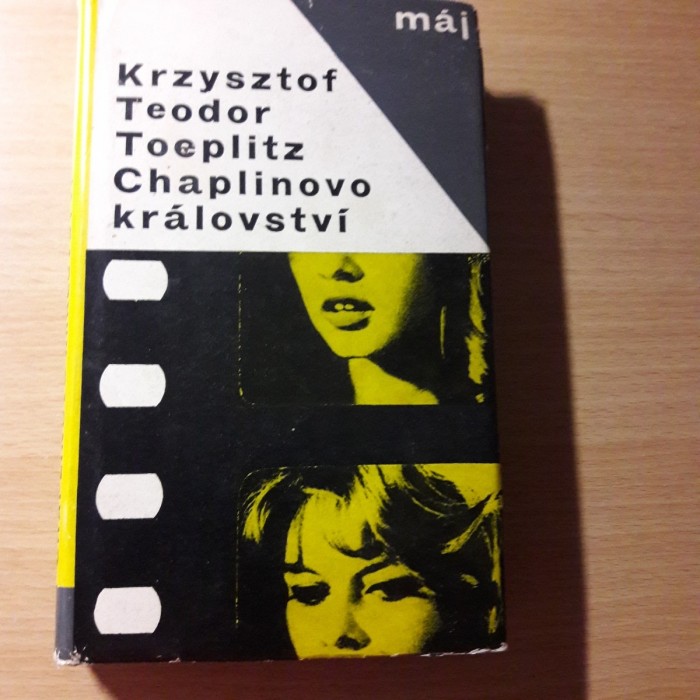 máj
Krzysztof
Teodor
Toeplitz
Chaplinovo
království